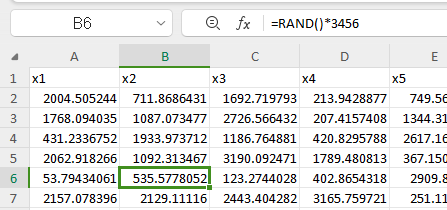 B6 fx =RAND()*3456
A B C D E
1 x1 x2 x3 x4 x5
2 2004.505244 711.8686431 1692.719793 213.9428877 749.56
3 1768.094035 1087.073477 2726.566432 207.4157408 1344.31
4 431.2336752 1933.973712 1186.764881 420.8295788 2617.16
5 2062.918266 1092.313467 3190.092471 1789.480813 367.150
6 53.79434061 535.5778052 123.2744028 402.8654318 2909.8
7 2157.078396 2129.11116 2443.404282 3165.759721 251.11